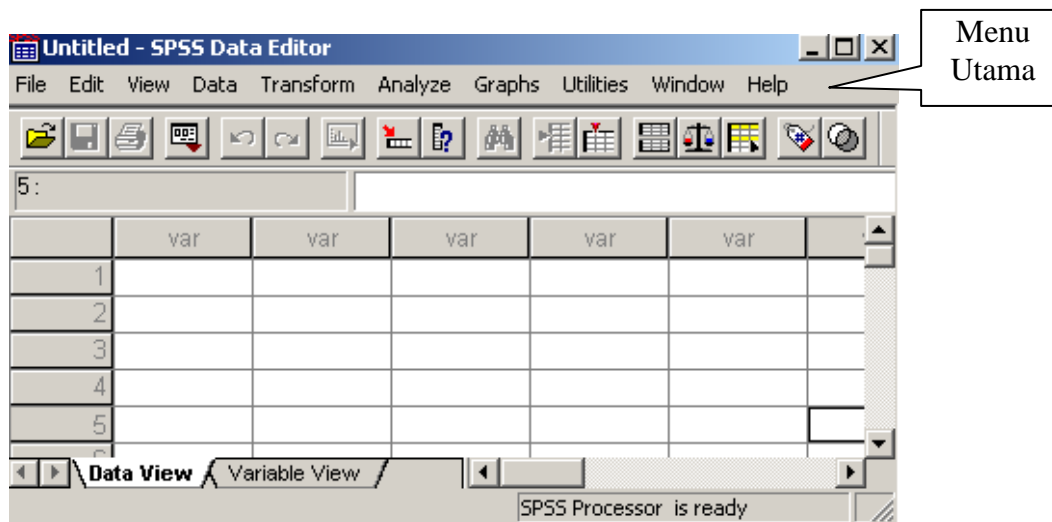 Untitled - SPSS Data Editor
Menu Utama
File Edit View Data Transform Analyze Graphs Utilities Window Help
5 :
var var var var var
1
2
3
4
5
Data View Variable View
SPSS Processor is ready